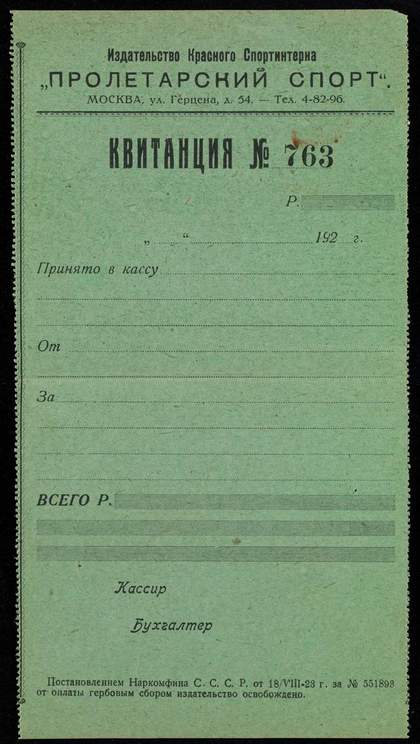 Издательство Красного Спортинтерна
„ПРОЛЕТАРСКИЙ СПОРТ“.
МОСКВА, ул. Герцена, д. 54. — Тел. 4-82-96.
КВИТАНЦИЯ № 763
Р.
„ “ 192 г.
Принято в кассу
От
За
ВСЕГО Р.
Кассир
Бухгалтер
Постановлением Наркомфина С. С. С. Р. от 18/VIII-23 г. за № 551893
от оплаты гербовым сбором издательство освобождено.